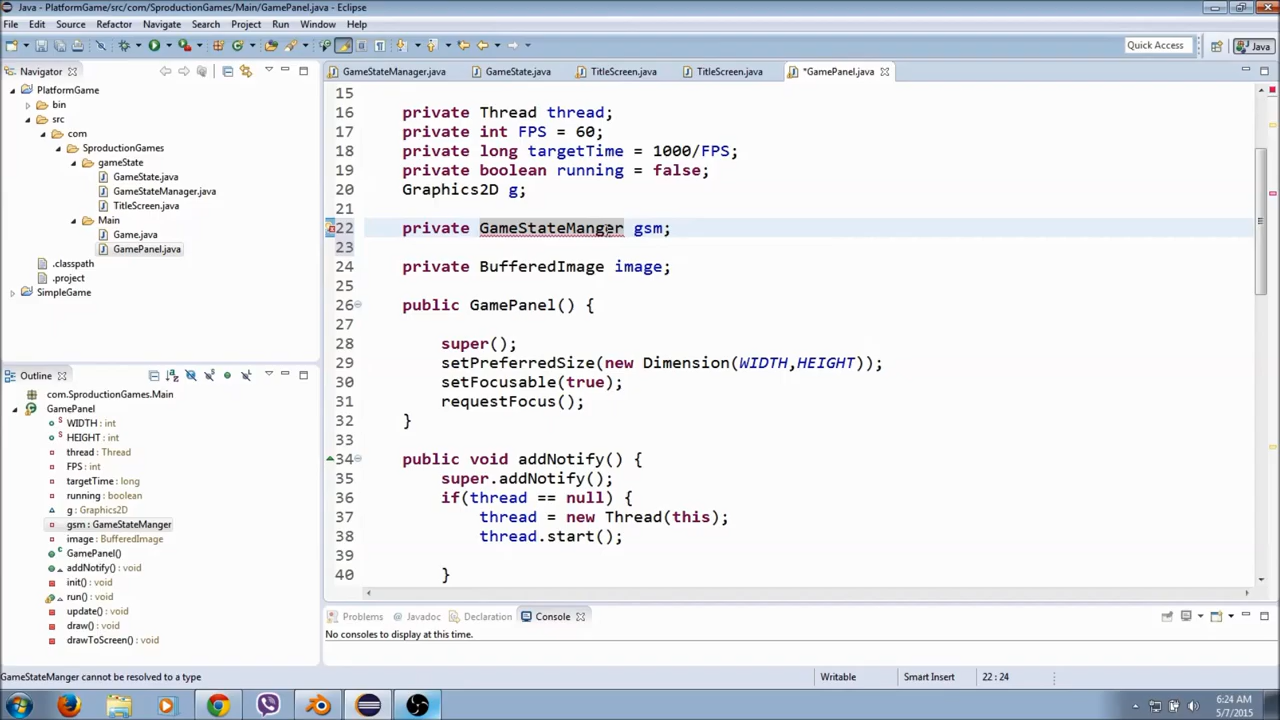 Java - PlatformGame/src/com/SproductionGames/Main/GamePanel.java - Eclipse
File Edit Source Refactor Navigate Search Project Run Window Help
Quick Access
Java
Navigator
GameStateManager.java
GameState.java
TitleScreen.java
TitleScreen.java
*GamePanel.java
PlatformGame
bin
src
com
SproductionGames
gameState
GameState.java
GameStateManager.java
TitleScreen.java
Main
Game.java
GamePanel.java
.classpath
.project
SimpleGame
15
16 private Thread thread;
17 private int FPS = 60;
18 private long targetTime = 1000/FPS;
19 private boolean running = false;
20 Graphics2D g;
21
22 private GameStateManger gsm;
23
24 private BufferedImage image;
25
26 public GamePanel() {
27
28 super();
29 setPreferredSize(new Dimension(WIDTH,HEIGHT));
30 setFocusable(true);
31 requestFocus();
32 }
33
34 public void addNotify() {
35 super.addNotify();
36 if(thread == null) {
37 thread = new Thread(this);
38 thread.start();
39
40 }
Outline
com.SproductionGames.Main
GamePanel
WIDTH : int
HEIGHT : int
thread : Thread
FPS : int
targetTime : long
running : boolean
g : Graphics2D
gsm : GameStateManger
image : BufferedImage
GamePanel()
addNotify() : void
init() : void
run() : void
update() : void
draw() : void
drawToScreen() : void
Problems
Javadoc
Declaration
Console
No consoles to display at this time.
GameStateManger cannot be resolved to a type
Writable
Smart Insert
22 : 24
6:24 AM
5/7/2015